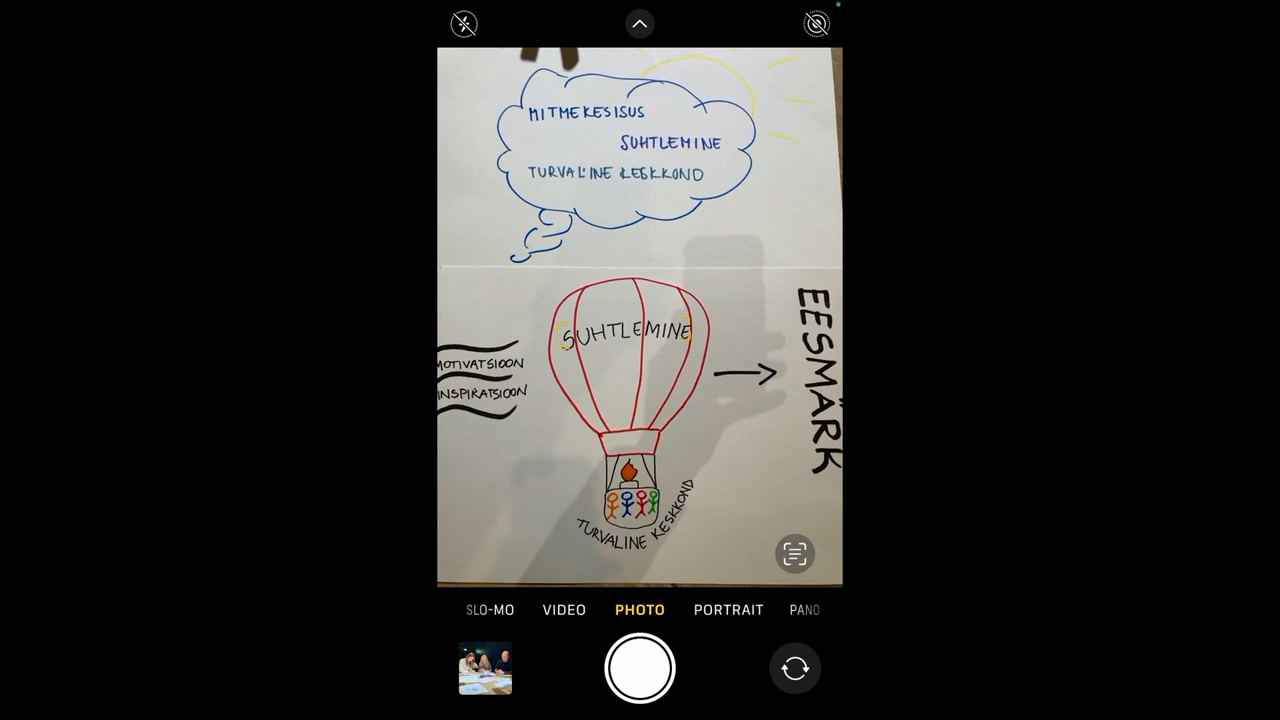 MITMEKESISUS
SUHTLEMINE
TURVALINE KESKKOND
SUHTLEMINE
MOTIVATSIOON
INSPIRATSIOON
EESMÄRK
TURVALINE KESKKOND
SLO-MO VIDEO PHOTO PORTRAIT PANO